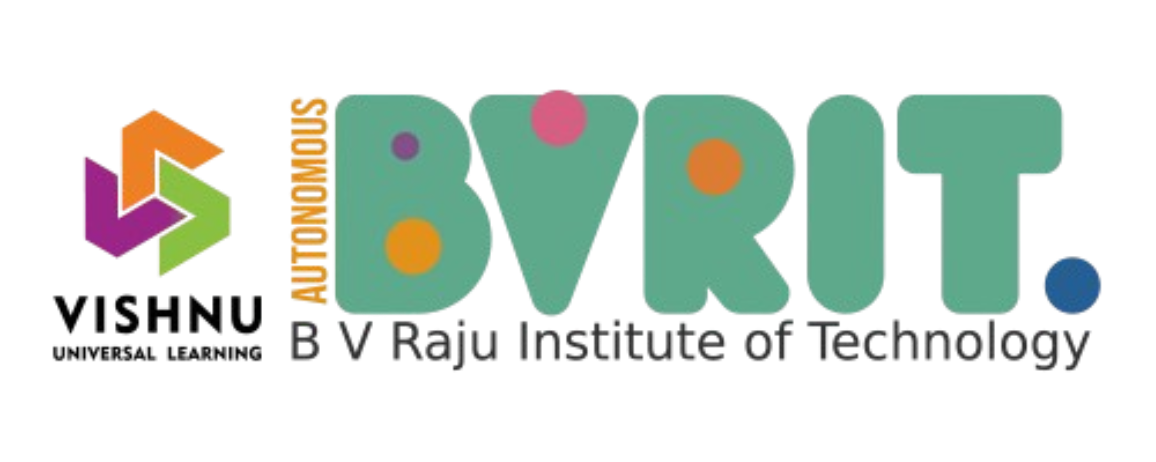 VISHNU
UNIVERSAL LEARNING
AUTONOMOUS
BVRIT.
B V Raju Institute of Technology